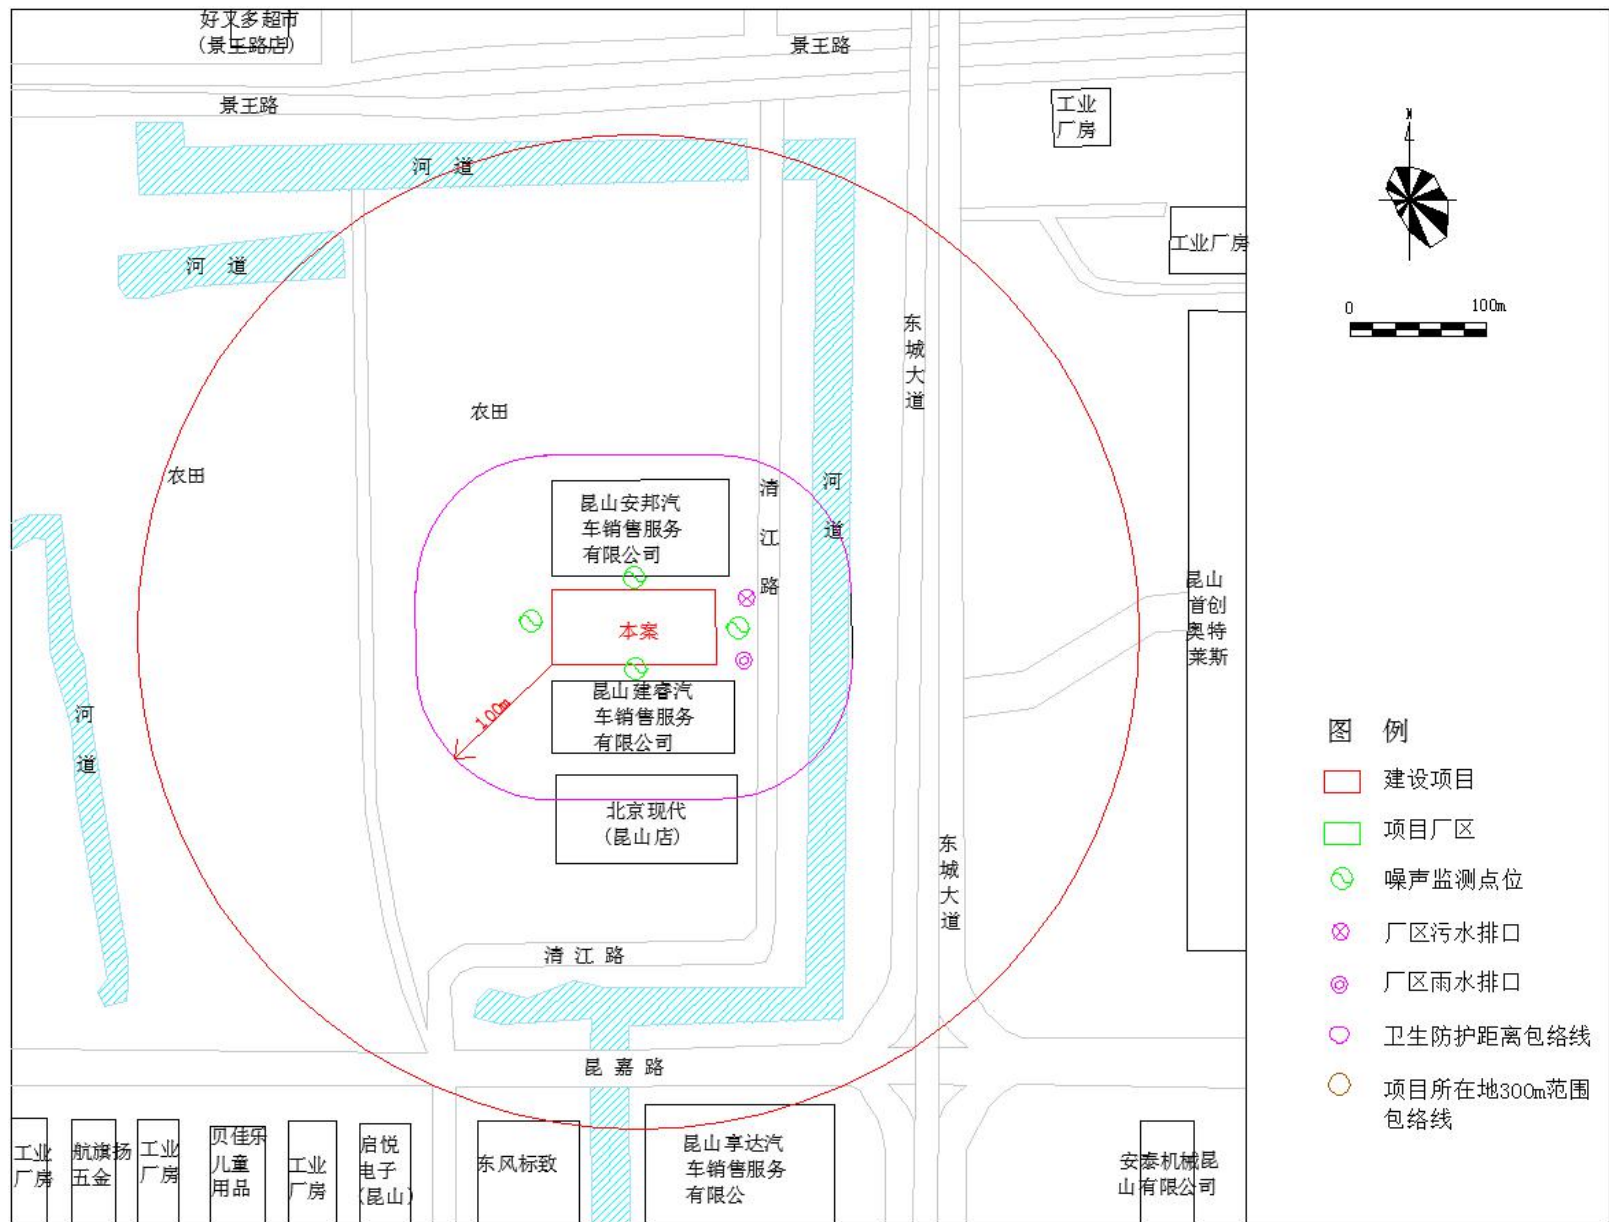 好又多超市
(景王路店)
景王路
景王路
工业
厂房
河 道
N
工业厂房
河 道
0
100m
东
城
大
道
农田
农田
昆山安邦汽
车销售服务
有限公司
清
江
路
河
道
昆山
首创
奥特
莱斯
本案
100m
昆山建睿汽
车销售服务
有限公司
河
道
北京现代
(昆山店)
东
城
大
道
清 江 路
昆 嘉 路
图 例
建设项目
项目厂区
噪声监测点位
厂区污水排口
厂区雨水排口
卫生防护距离包络线
项目所在地300m范围
包络线
工业
厂房
航旗扬
五金
工业
厂房
贝佳乐
儿童
用品
工业
厂房
启悦
电子
(昆山)
东风标致
昆山享达汽
车销售服务
有限公
安泰机械昆
山有限公司